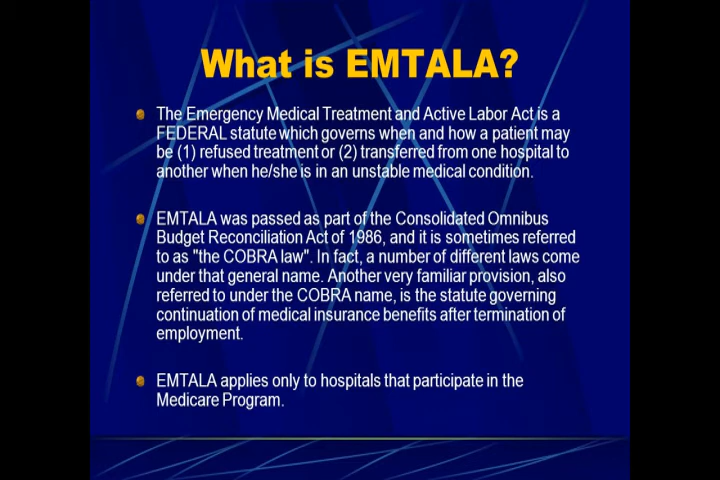 What is EMTALA?
The Emergency Medical Treatment and Active Labor Act is a
FEDERAL statute which governs when and how a patient may
be (1) refused treatment or (2) transferred from one hospital to
another when he/she is in an unstable medical condition.
EMTALA was passed as part of the Consolidated Omnibus
Budget Reconciliation Act of 1986, and it is sometimes referred
to as "the COBRA law". In fact, a number of different laws come
under that general name. Another very familiar provision, also
referred to under the COBRA name, is the statute governing
continuation of medical insurance benefits after termination of
employment.
EMTALA applies only to hospitals that participate in the
Medicare Program.